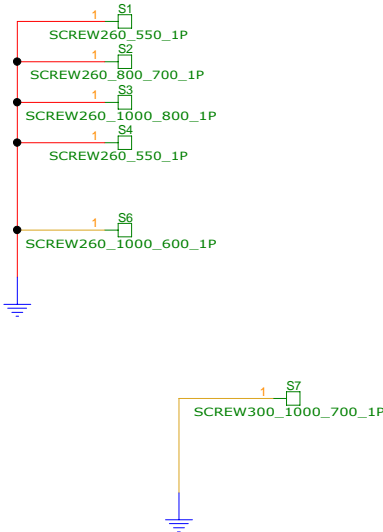 S1
1
SCREW260_550_1P
S2
1
SCREW260_800_700_1P
S3
1
SCREW260_1000_800_1P
S4
1
SCREW260_550_1P
S6
1
SCREW260_1000_600_1P
S7
1
SCREW300_1000_700_1P